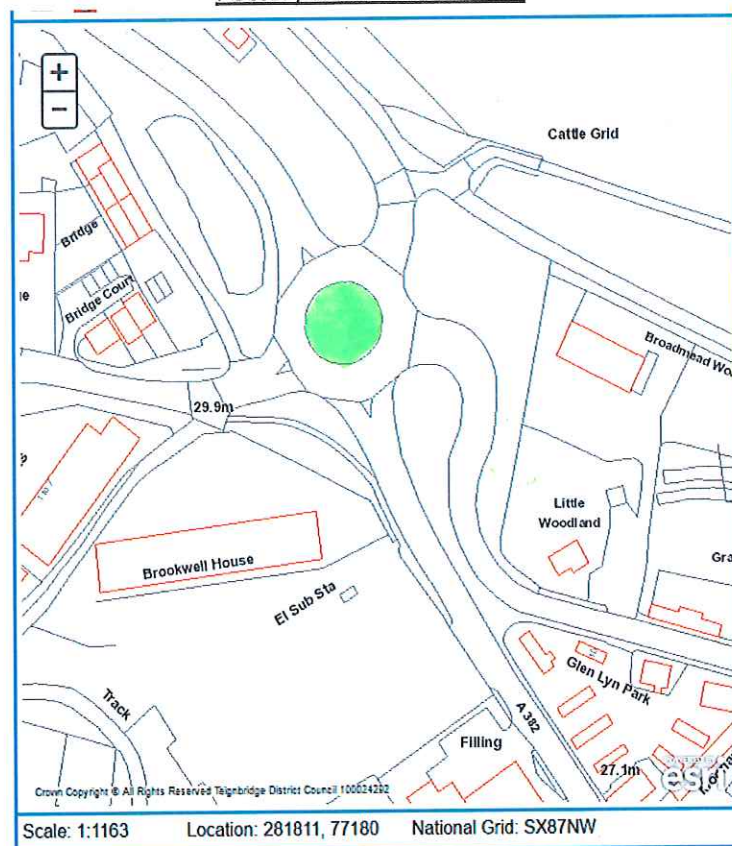 +
−
Cattle Grid
Bridge
Bridge Court
Broadmead
29.9m
Little
Woodland
Brookwell House
El Sub Sta
Glen Lyn Park
Track
A 382
Filling
27.1m
esri
Crown Copyright © All Rights Reserved Teignbridge District Council 100024292
Scale: 1:1163 Location: 281811, 77180 National Grid: SX87NW